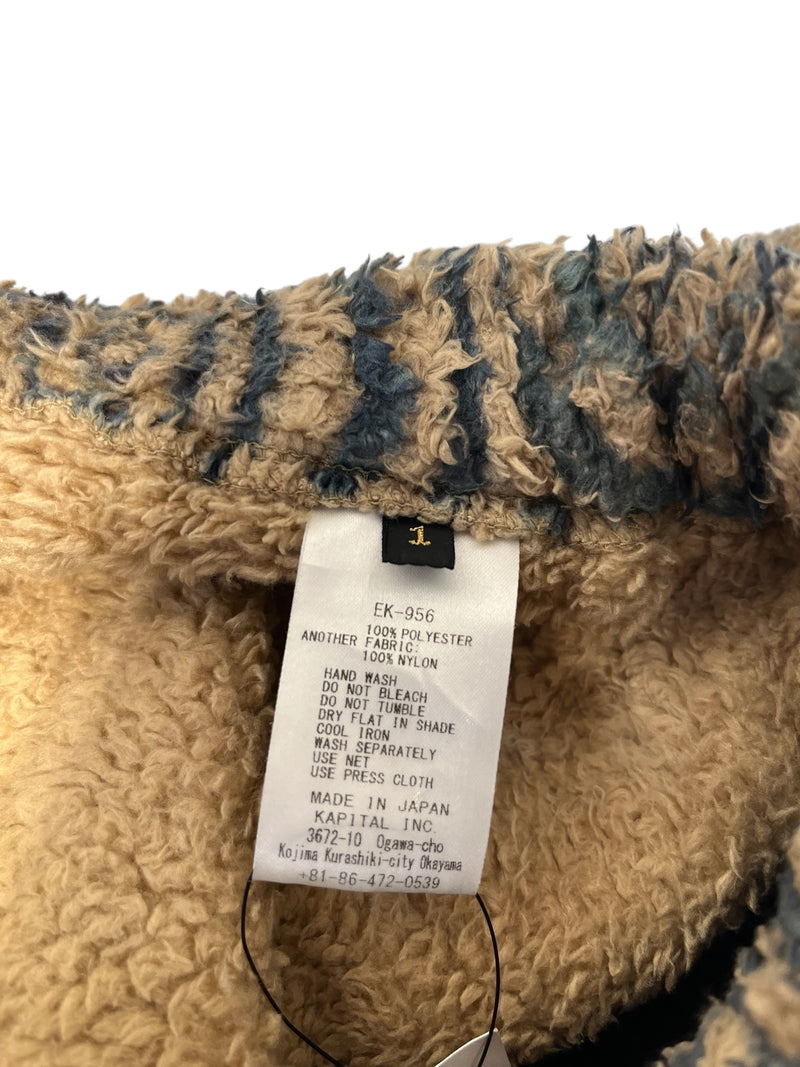 1
EK-956
100% POLYESTER
ANOTHER FABRIC:
100% NYLON
HAND WASH
DO NOT BLEACH
DO NOT TUMBLE
DRY FLAT IN SHADE
COOL IRON
WASH SEPARATELY
USE NET
USE PRESS CLOTH
MADE IN JAPAN
KAPITAL INC.
3672-10 Ogawa-cho
Kojima Kurashiki-city Okayama
+81-86-472-0539